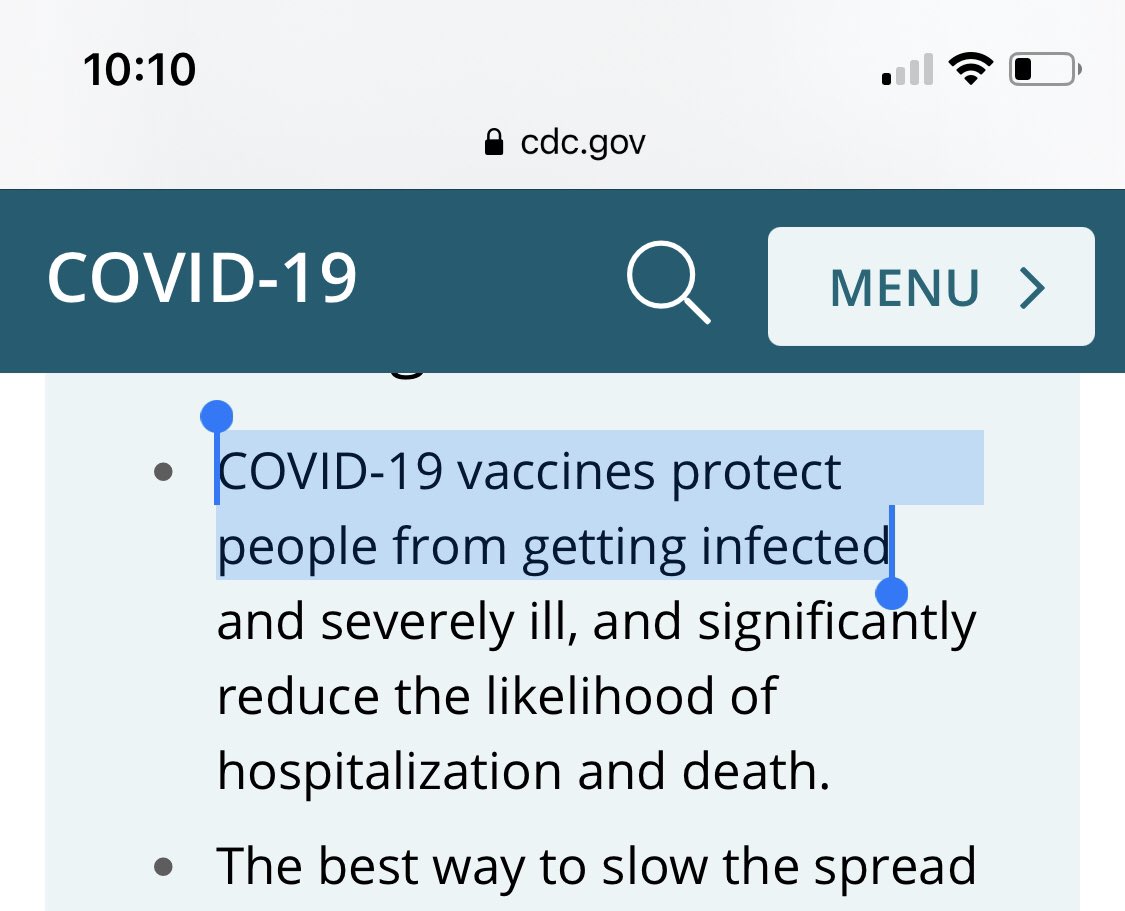 10:10
cdc.gov
COVID-19
MENU
COVID-19 vaccines protect
people from getting infected
and severely ill, and significantly
reduce the likelihood of
hospitalization and death.
The best way to slow the spread